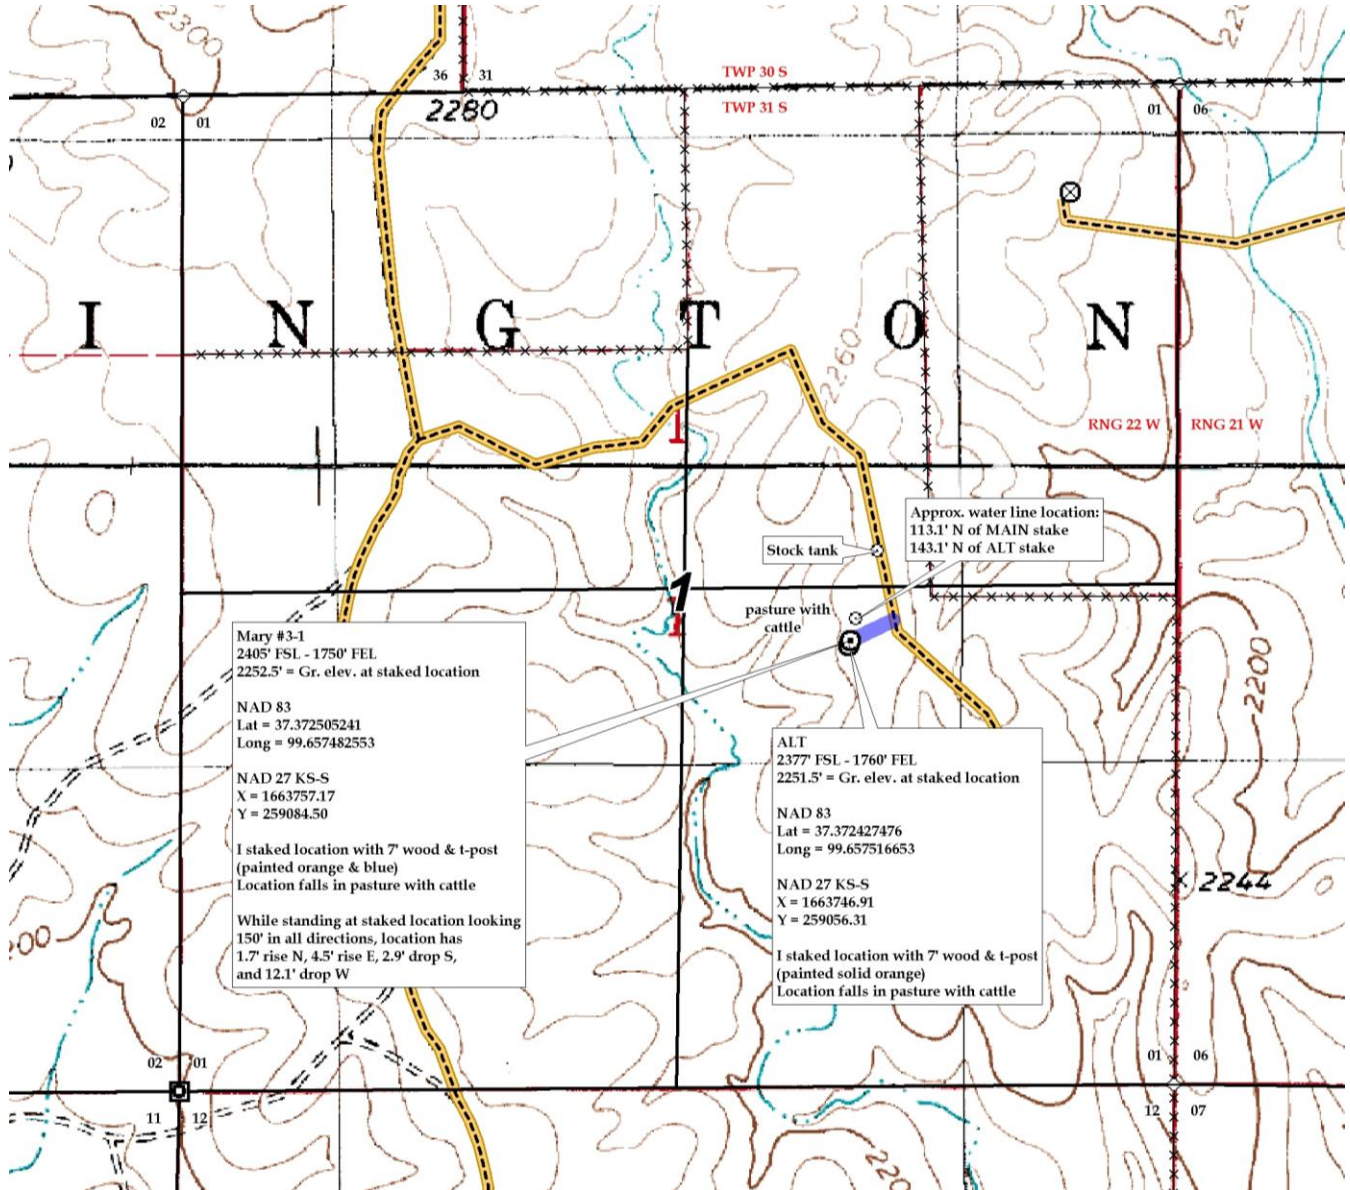 2300
2280
36 31
TWP 30 S
TWP 31 S
02 01
01 06
I N G T O N
2260
1
RNG 22 W RNG 21 W
Approx. water line location:
113.1' N of MAIN stake
143.1' N of ALT stake
Stock tank
1
1
pasture with
cattle
Mary #3-1
2405' FSL - 1750' FEL
2252.5' = Gr. elev. at staked location
NAD 83
Lat = 37.372505241
Long = 99.657482553
NAD 27 KS-S
X = 1663757.17
Y = 259084.50
I staked location with 7' wood & t-post
(painted orange & blue)
Location falls in pasture with cattle
While standing at staked location looking
150' in all directions, location has
1.7' rise N, 4.5' rise E, 2.9' drop S,
and 12.1' drop W
2200
ALT
2377' FSL - 1760' FEL
2251.5' = Gr. elev. at staked location
NAD 83
Lat = 37.372427476
Long = 99.657516653
NAD 27 KS-S
X = 1663746.91
Y = 259056.31
I staked location with 7' wood & t-post
(painted solid orange)
Location falls in pasture with cattle
2244
02 01
11 12
01 06
12 07